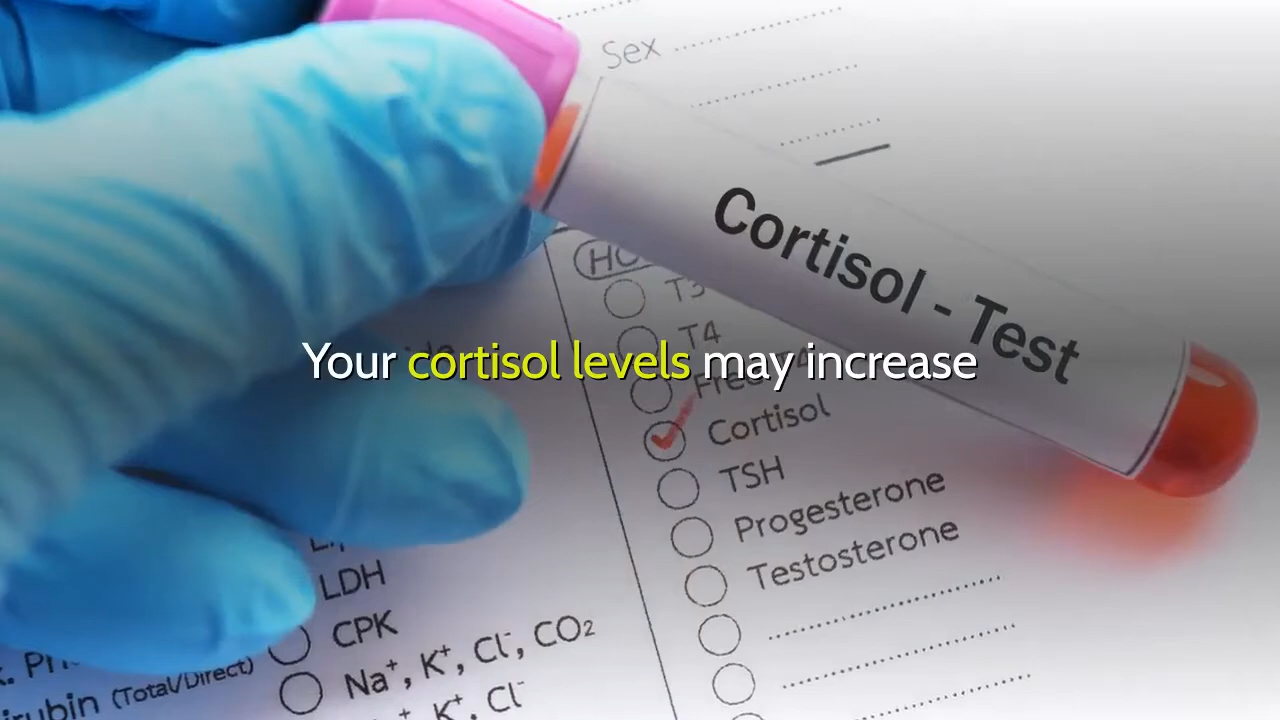 Sex
Cortisol - Test
T3
T4
Your cortisol levels may increase
Cortisol
TSH
Progesterone
Testosterone
LDH
CPK
Na⁺, K⁺, Cl⁻, CO₂
(Total/Direct)
K⁺, Cl⁻